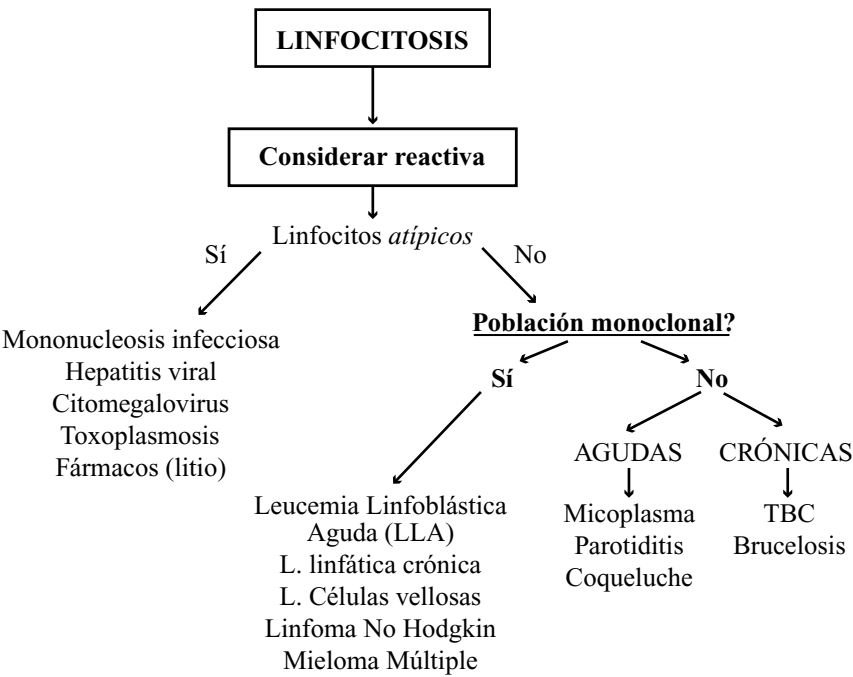 LINFOCITOSIS
Considerar reactiva
Linfocitos atípicos
Sí
No
Mononucleosis infecciosa
Hepatitis viral
Citomegalovirus
Toxoplasmosis
Fármacos (litio)
Población monoclonal?
Sí
No
Leucemia Linfoblástica
Aguda (LLA)
L. linfática crónica
L. Células vellosas
Linfoma No Hodgkin
Mieloma Múltiple
AGUDAS
Micoplasma
Parotiditis
Coqueluche
CRÓNICAS
TBC
Brucelosis